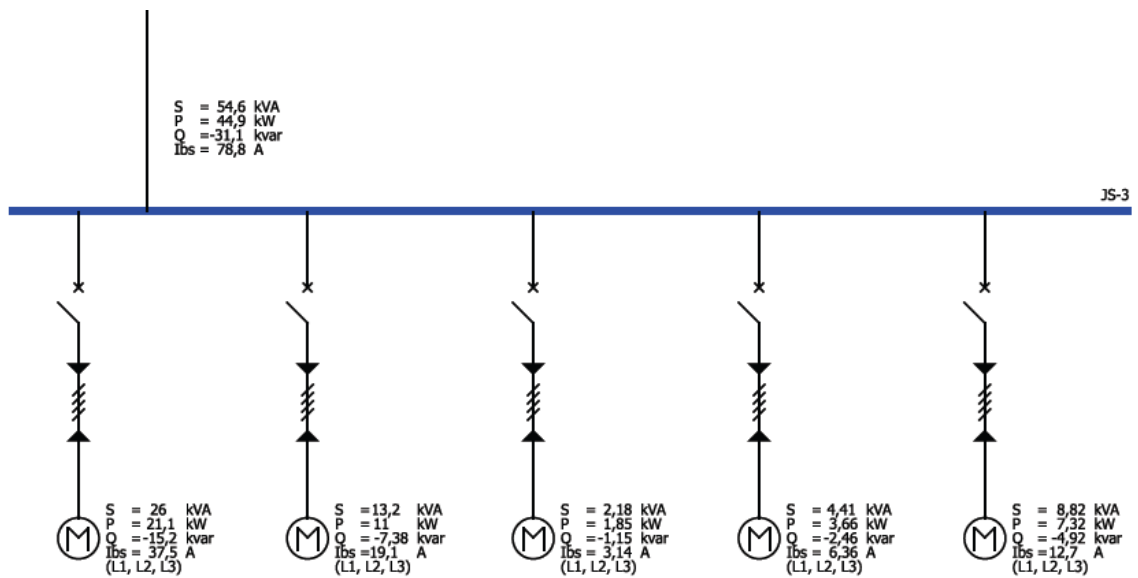 S = 54,6 kVA
P = 44,9 kW
Q =-31,1 kvar
Ibs = 78,8 A
JS-3
S = 26 kVA
P = 21,1 kW
Q =-15,2 kvar
Ibs = 37,5 A
(L1, L2, L3)
M
S =13,2 kVA
P = 11 kW
Q = -7,38 kvar
Ibs =19,1 A
(L1, L2, L3)
M
S = 2,18 kVA
P = 1,85 kW
Q = -1,15 kvar
Ibs = 3,14 A
(L1, L2, L3)
M
S = 4,41 kVA
P = 3,66 kW
Q = -2,46 kvar
Ibs = 6,36 A
(L1, L2, L3)
M
S = 8,82 kVA
P = 7,32 kW
Q = -4,92 kvar
Ibs =12,7 A
(L1, L2, L3)
M